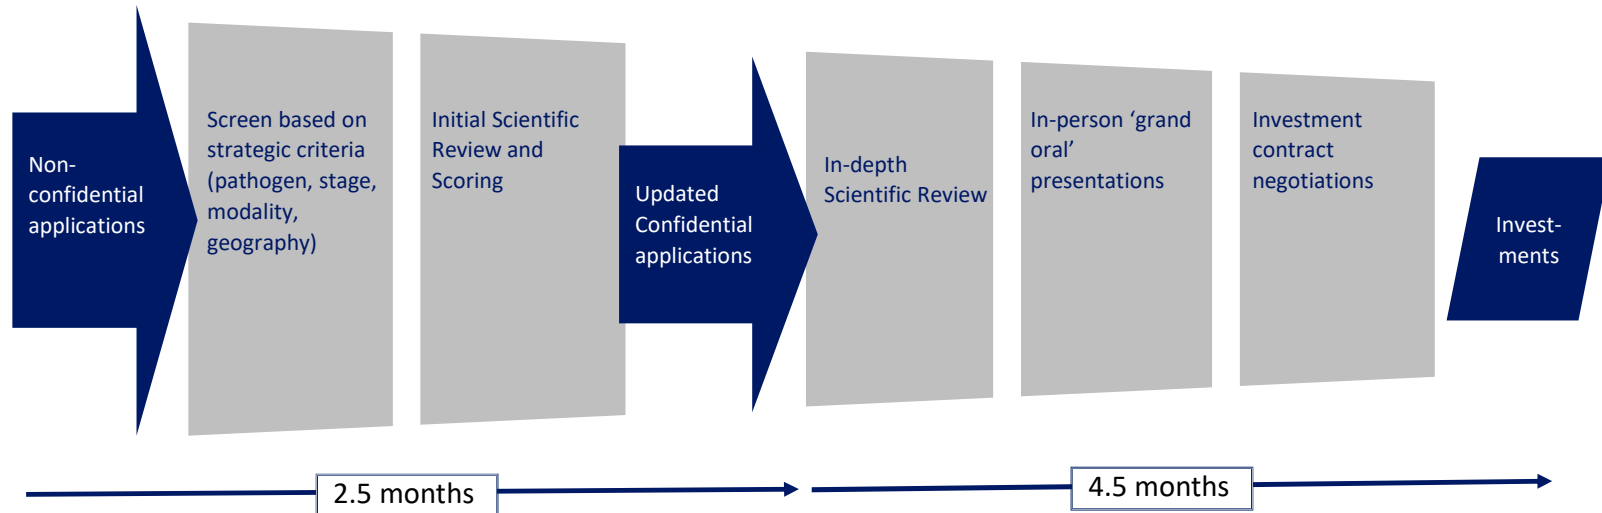 Non-
confidential
applications
Screen based on
strategic criteria
(pathogen, stage,
modality,
geography)
Initial Scientific
Review and
Scoring
Updated
Confidential
applications
In-depth
Scientific Review
In-person ‘grand
oral’
presentations
Investment
contract
negotiations
Invest-
ments
2.5 months
4.5 months